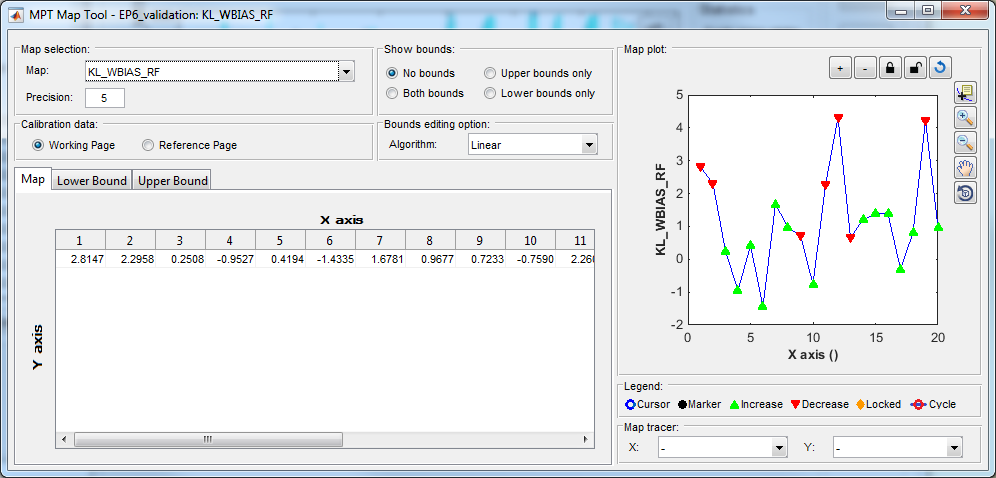 MPT Map Tool - EP6_validation: KL_WBIAS_RF
Map selection:
Map: KL_WBIAS_RF
Precision: 5
Calibration data:
Working Page Reference Page
Show bounds:
No bounds Upper bounds only
Both bounds Lower bounds only
Bounds editing option:
Algorithm: Linear
Map Lower Bound Upper Bound
X axis
1 2 3 4 5 6 7 8 9 10 11
2.8147 2.2958 0.2508 -0.9527 0.4194 -1.4335 1.6781 0.9677 0.7233 -0.7590 2.260
Y axis
Map plot:
+ -
5
4
3
2
1
0
-1
-2
KL_WBIAS_RF
0 5 10 15 20
X axis ()
Legend:
Cursor Marker Increase Decrease Locked Cycle
Map tracer:
X: - Y: -